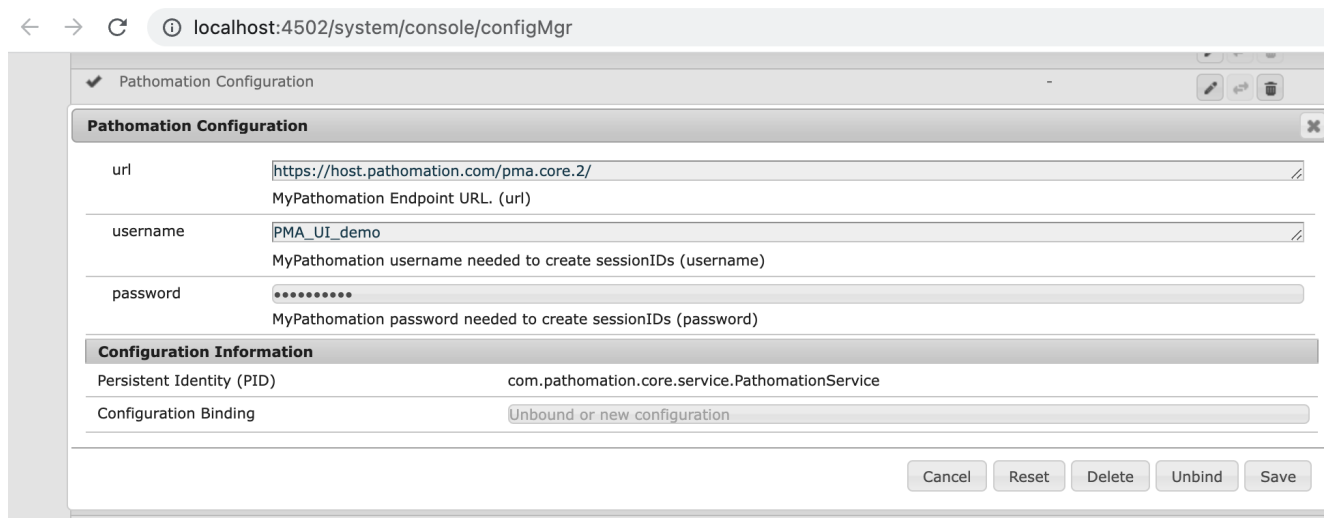 localhost:4502/system/console/configMgr
Pathomation Configuration -
Pathomation Configuration
url https://host.pathomation.com/pma.core.2/
MyPathomation Endpoint URL. (url)
username PMA_UI_demo
MyPathomation username needed to create sessionIDs (username)
password ••••••••••
MyPathomation password needed to create sessionIDs (password)
Configuration Information
Persistent Identity (PID) com.pathomation.core.service.PathomationService
Configuration Binding Unbound or new configuration
Cancel Reset Delete Unbind Save